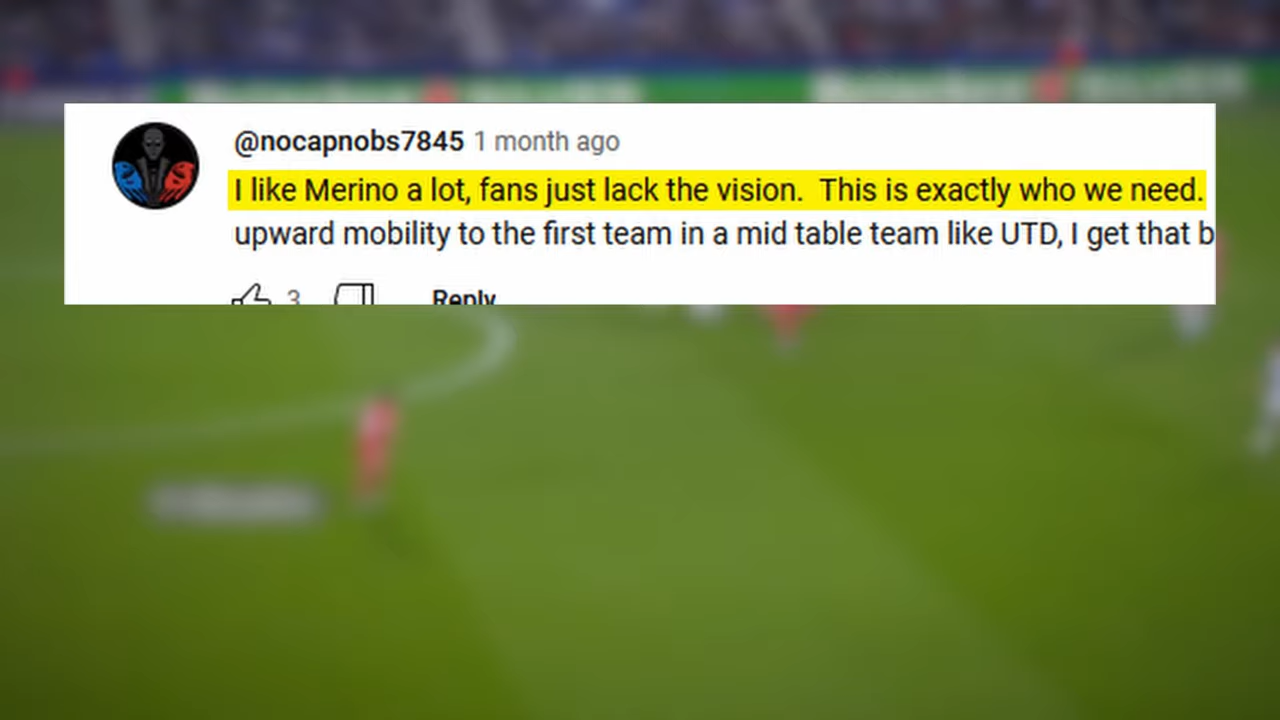 @nocapnobs7845 1 month ago
I like Merino a lot, fans just lack the vision.  This is exactly who we need.
upward mobility to the first team in a mid table team like UTD, I get that b
3 Reply